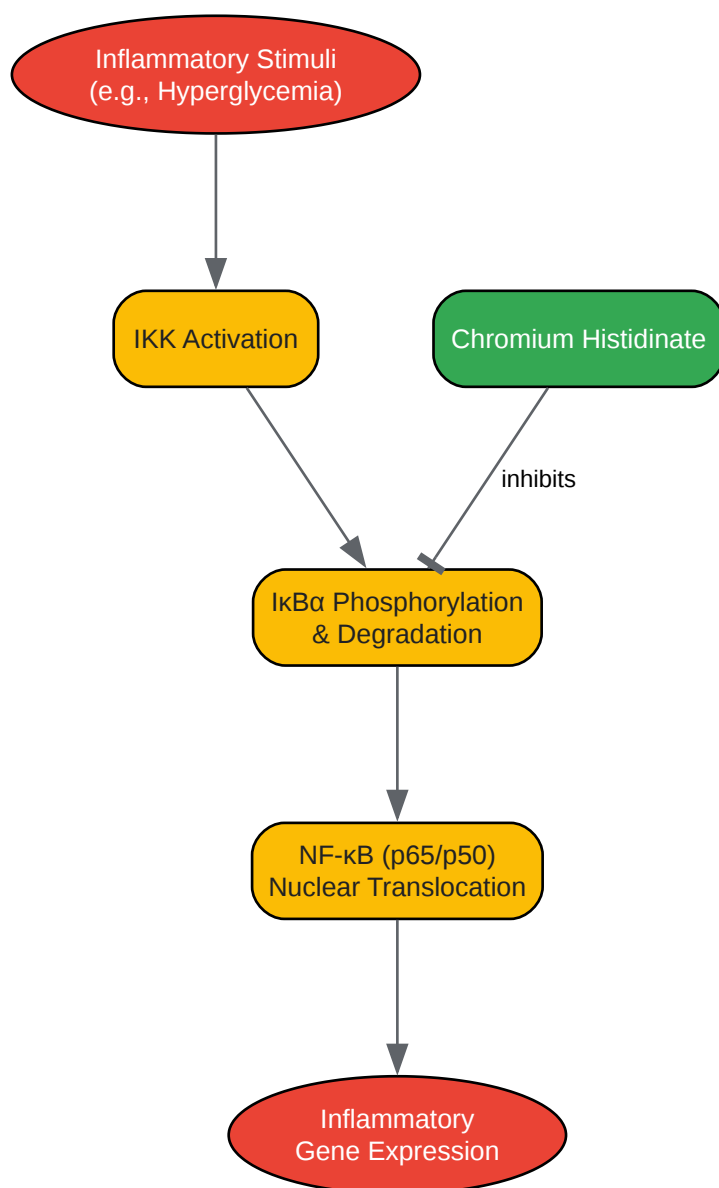 Inflammatory Stimuli
(e.g., Hyperglycemia)
IKK Activation
Chromium Histidinate
inhibits
IκBα Phosphorylation
& Degradation
NF-κB (p65/p50)
Nuclear Translocation
Inflammatory
Gene Expression